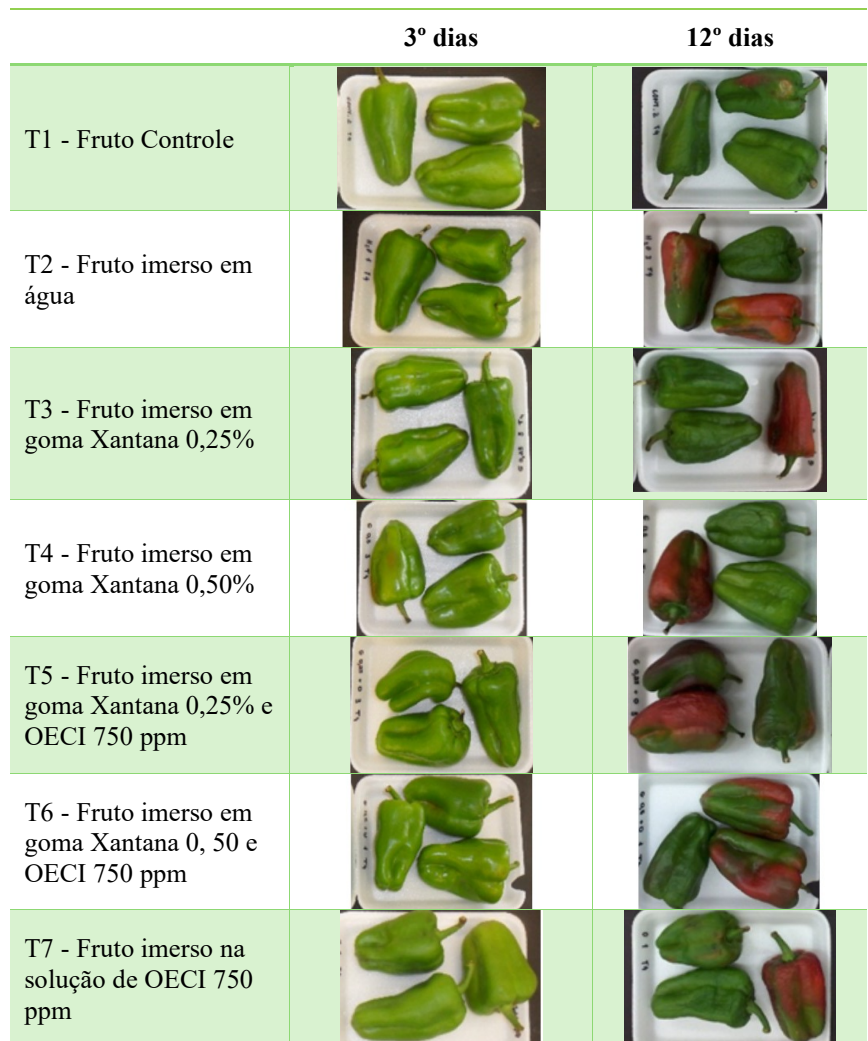 3º dias 12º dias
T1 - Fruto Controle
T2 - Fruto imerso em
água
T3 - Fruto imerso em
goma Xantana 0,25%
T4 - Fruto imerso em
goma Xantana 0,50%
T5 - Fruto imerso em
goma Xantana 0,25% e
OECI 750 ppm
T6 - Fruto imerso em
goma Xantana 0, 50 e
OECI 750 ppm
T7 - Fruto imerso na
solução de OECI 750
ppm